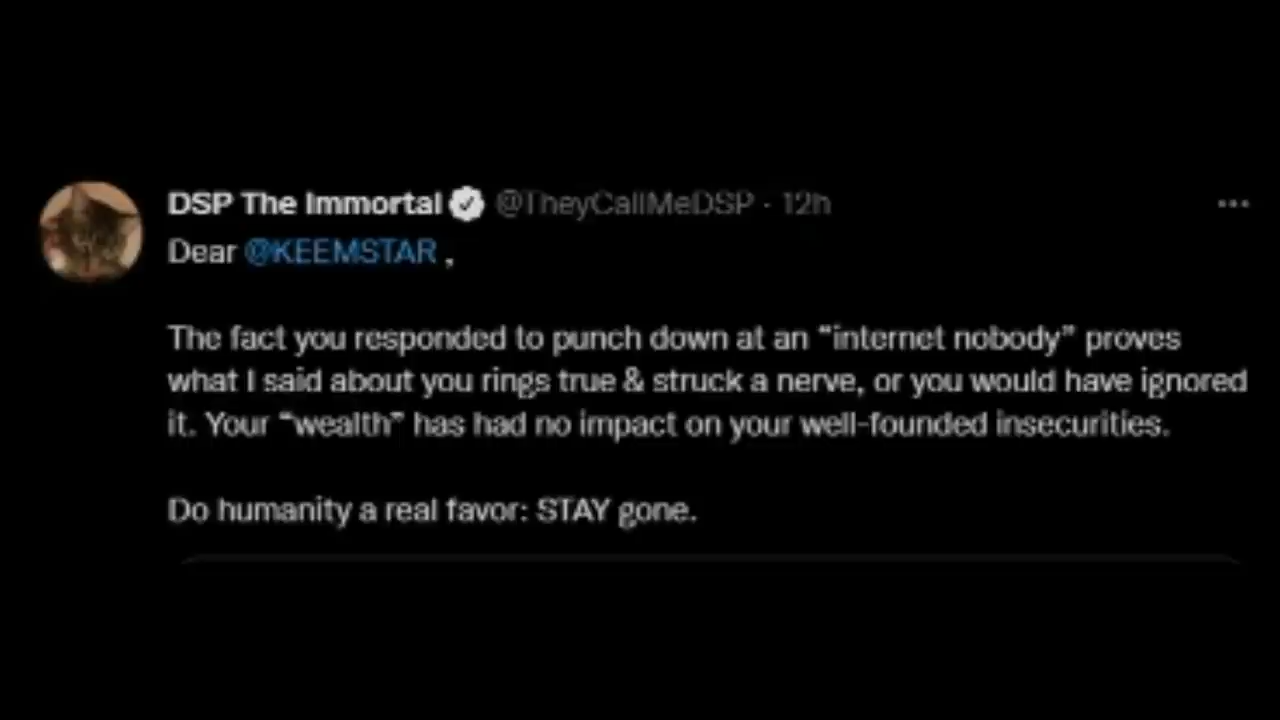 DSP The Immortal @TheyCallMeDSP · 12h
Dear @KEEMSTAR ,
The fact you responded to punch down at an “internet nobody” proves
what I said about you rings true & struck a nerve, or you would have ignored
it. Your “wealth” has had no impact on your well-founded insecurities.
Do humanity a real favor: STAY gone.